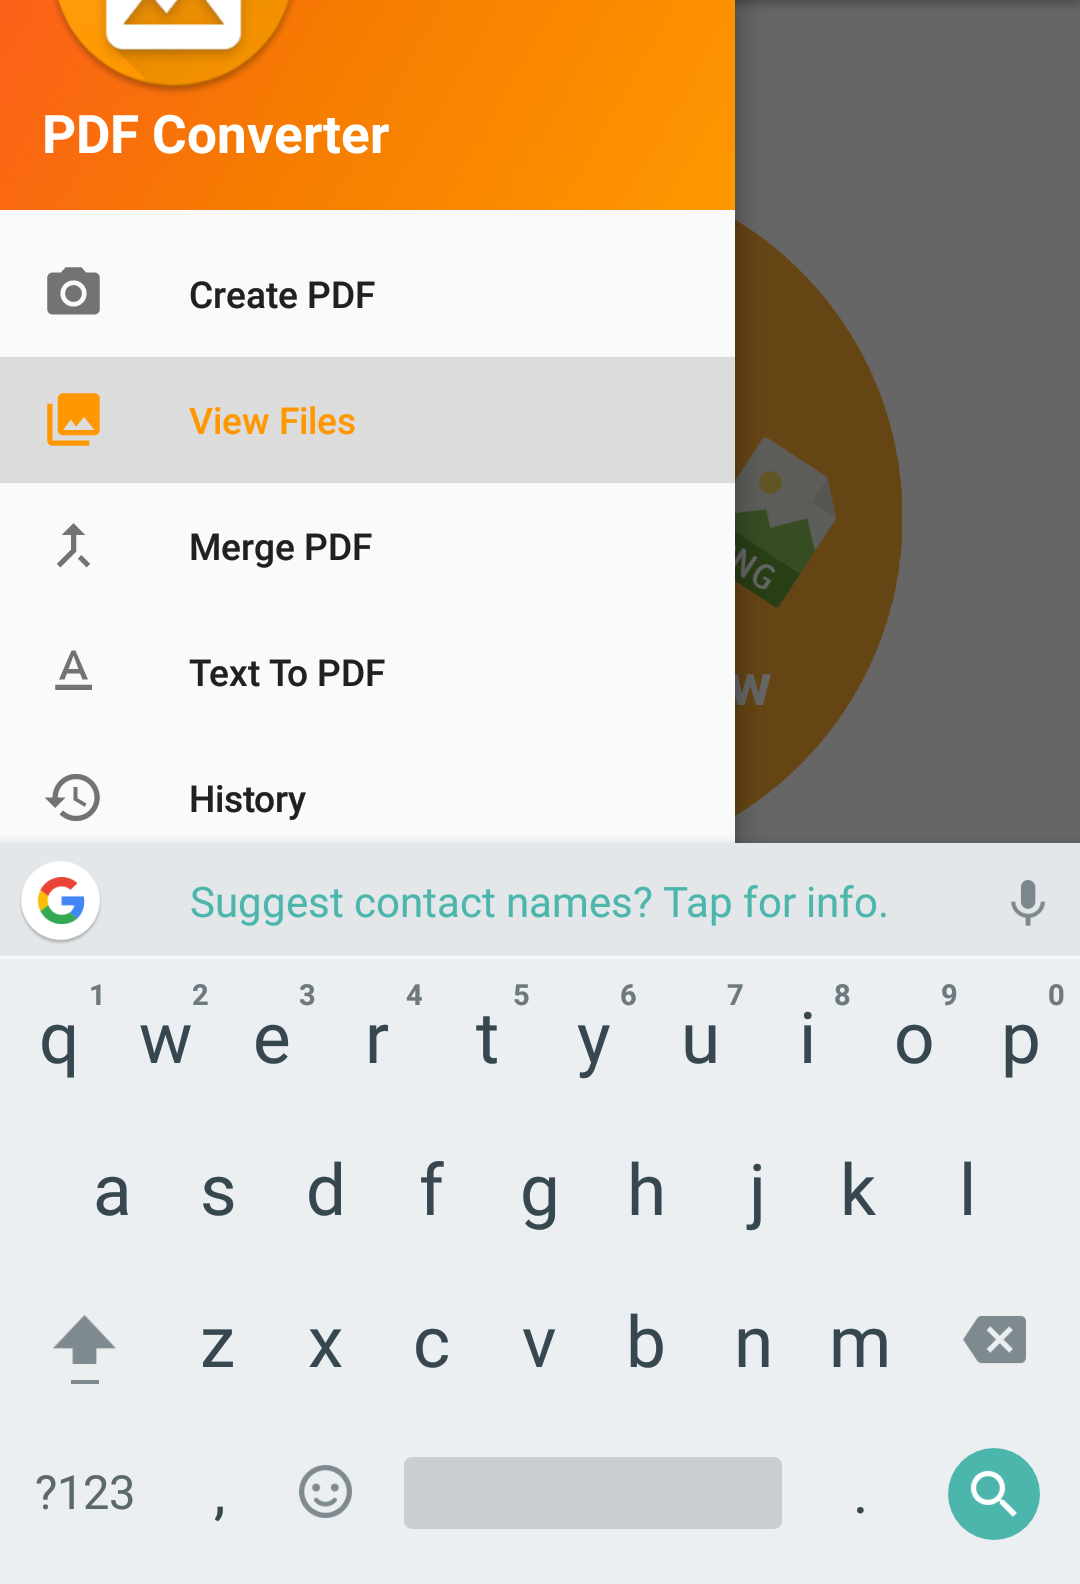 PDF Converter
Create PDF
View Files
Merge PDF
NG
Text To PDF
W
History
Suggest contact names? Tap for info.
1 2 3 4 5 6 7 8 9 0
q w e r t y u i o p
a s d f g h j k l
z x c v b n m
?123 , .